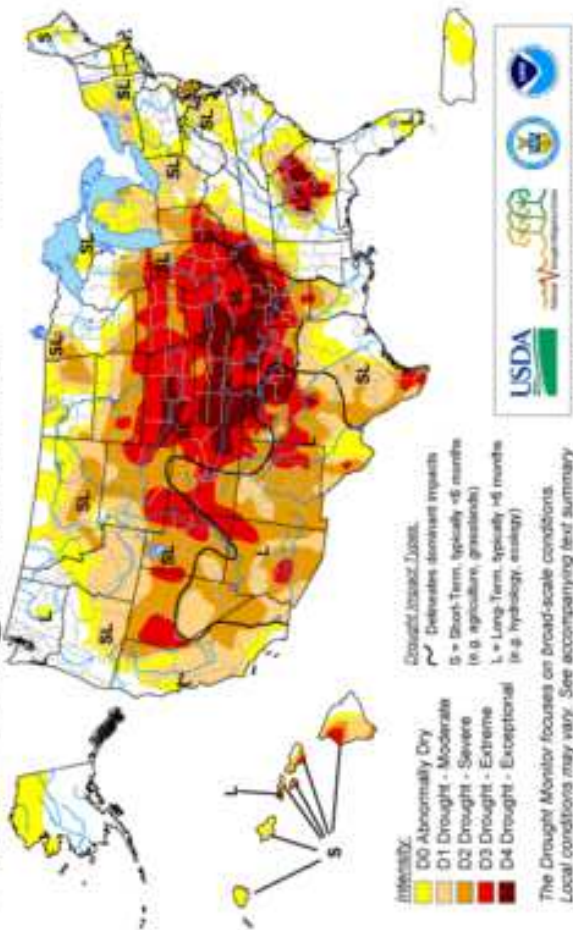 S
SL
SL
SL
SL
SL
SL
SL
SL
SL
SL
L
L
L
S
L
Intensity:
D0 Abnormally Dry
D1 Drought - Moderate
D2 Drought - Severe
D3 Drought - Extreme
D4 Drought - Exceptional
Drought Impact Types:
Delineates dominant impacts
S = Short-Term, typically <6 months
(e.g. agriculture, grasslands)
L = Long-Term, typically >6 months
(e.g. hydrology, ecology)
The Drought Monitor focuses on broad-scale conditions.
Local conditions may vary. See accompanying text summary
USDA